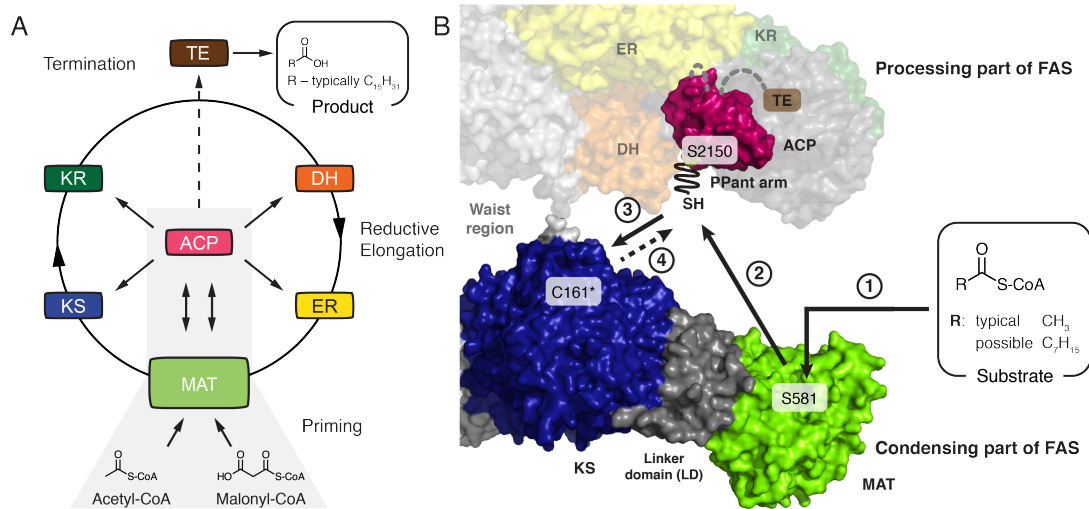 A
Termination
TE
O
R
OH
R – typically C15H31
Product
KR
DH
ACP
Reductive
Elongation
KS
ER
MAT
Priming
O
S-CoA
Acetyl-CoA
O
O
HO
S-CoA
Malonyl-CoA
B
ER
KR
Processing part of FAS
TE
DH
S2150
ACP
PPant arm
SH
Waist
region
3
4
2
1
C161*
O
R
S-CoA
R: typical CH3
possible C7H15
Substrate
S581
KS
Linker
domain (LD)
MAT
Condensing part of FAS